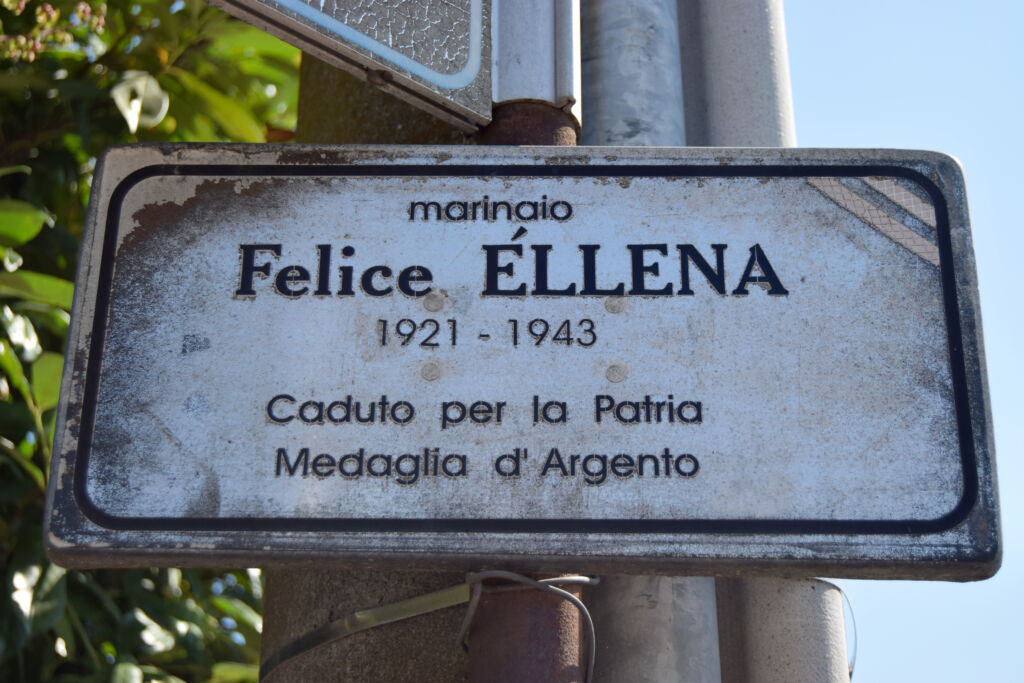 marinaio
Felice ÉLLENA
1921 - 1943
Caduto per la Patria
Medaglia d'Argento